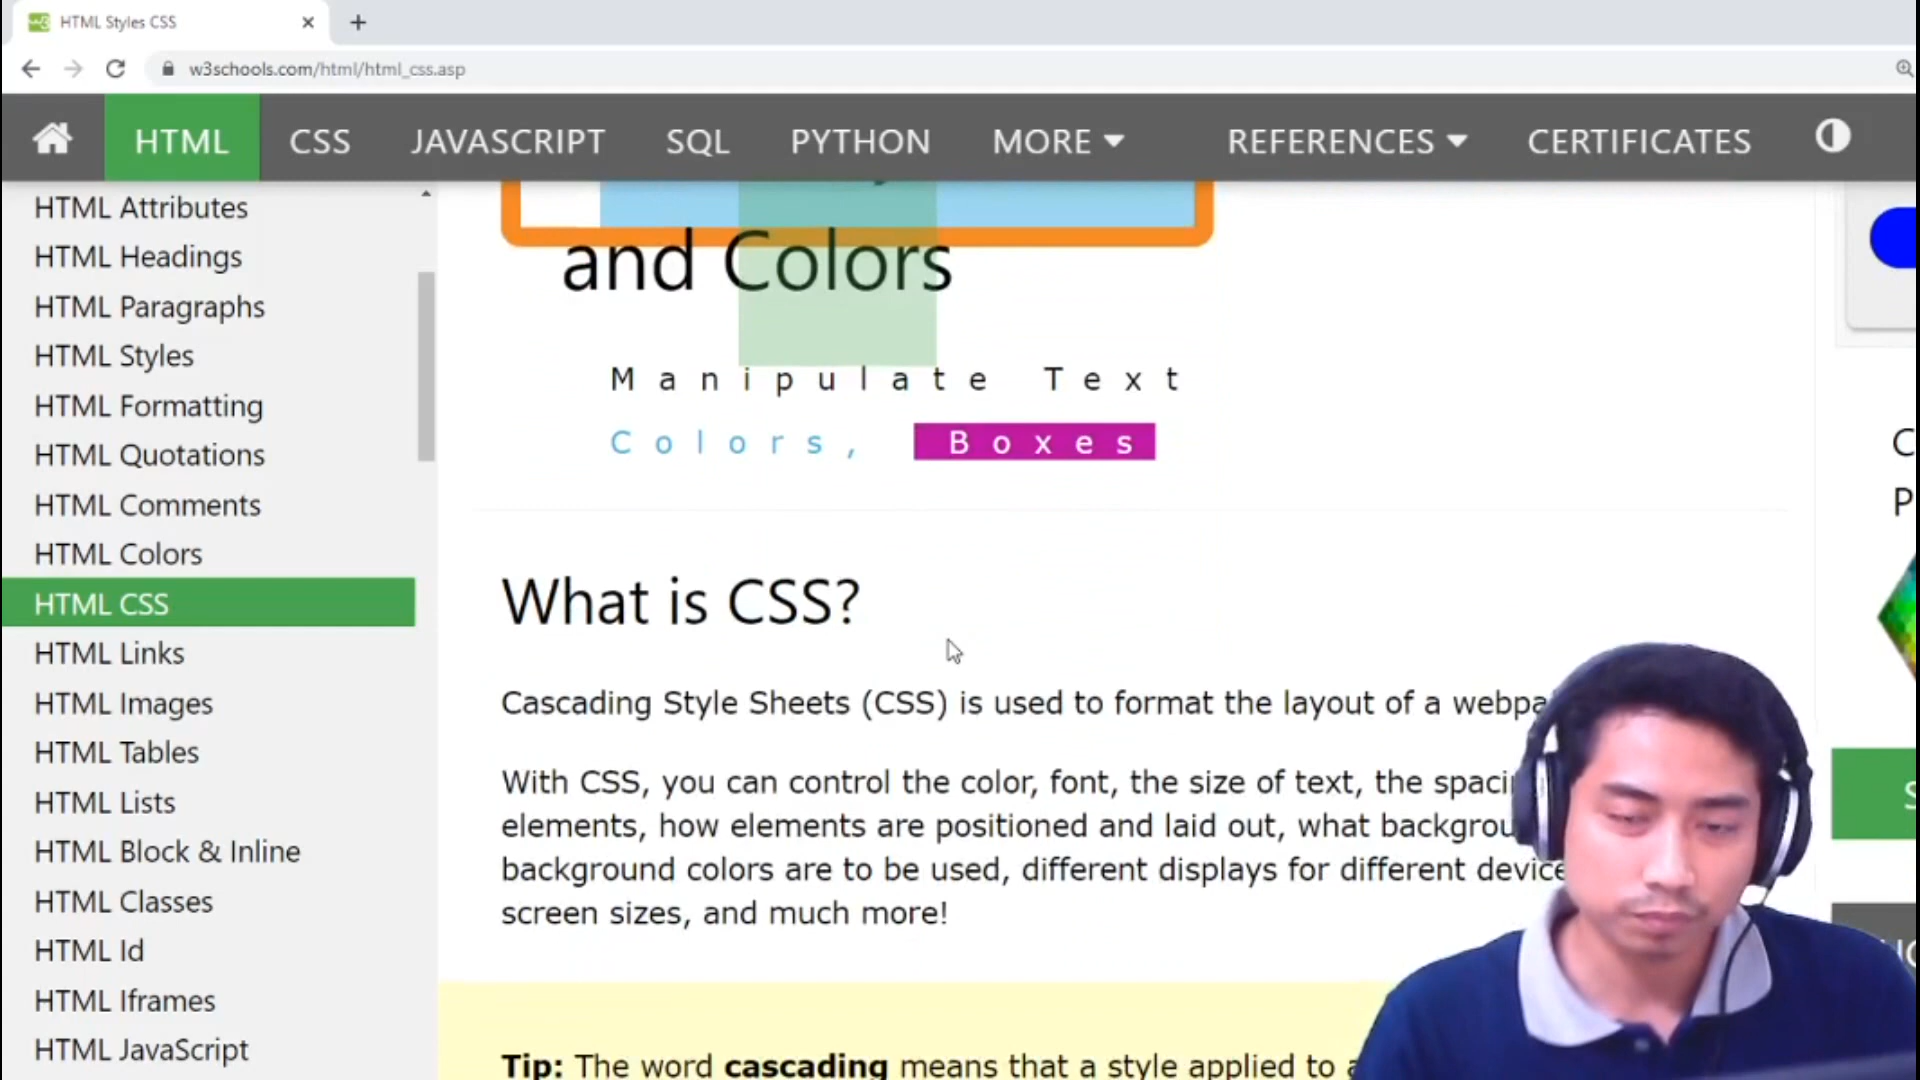 HTML Styles CSS
w3schools.com/html/html_css.asp
HTML CSS JAVASCRIPT SQL PYTHON MORE REFERENCES CERTIFICATES
HTML Attributes
HTML Headings
HTML Paragraphs
HTML Styles
HTML Formatting
HTML Quotations
HTML Comments
HTML Colors
HTML CSS
HTML Links
HTML Images
HTML Tables
HTML Lists
HTML Block & Inline
HTML Classes
HTML Id
HTML Iframes
HTML JavaScript
and Colors
Manipulate Text
Colors, Boxes
What is CSS?
Cascading Style Sheets (CSS) is used to format the layout of a
With CSS, you can control the color, font, the size of text, the
elements, how elements are positioned and laid out, what
background colors are to be used, different displays for different
screen sizes, and much more!
Tip: The word cascading means that a style applied to